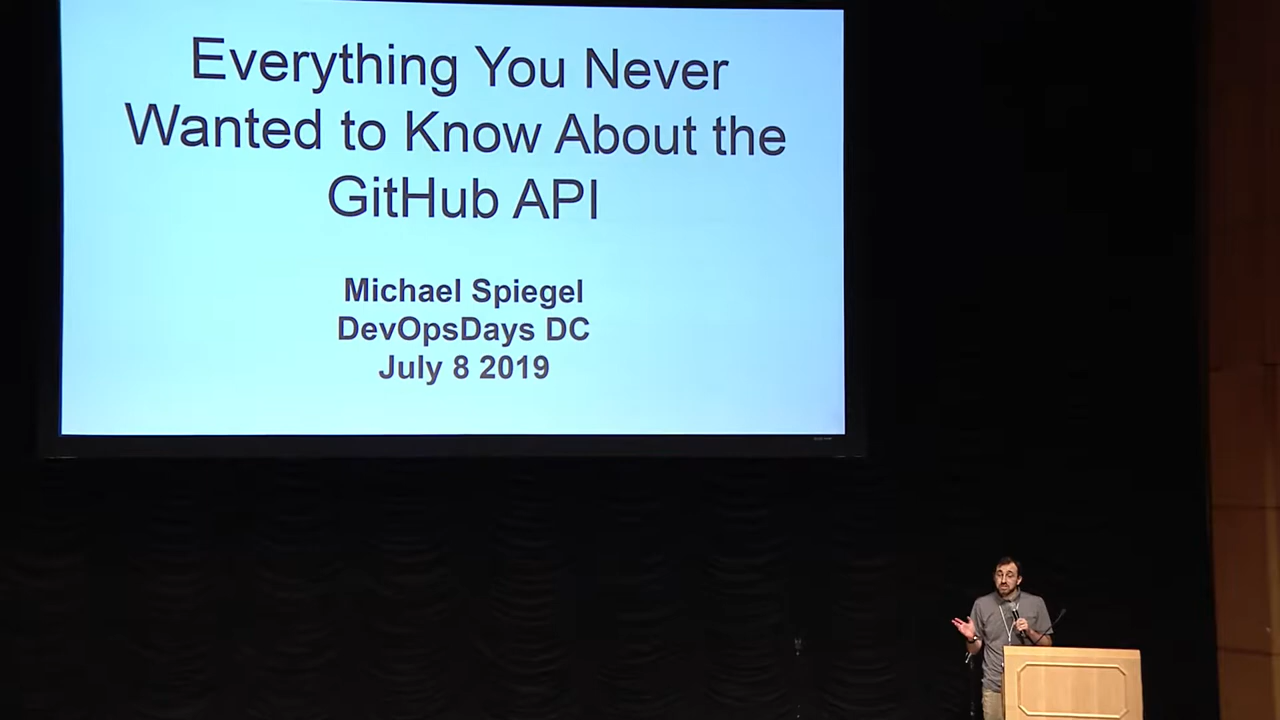 Everything You Never
Wanted to Know About the
GitHub API
Michael Spiegel
DevOpsDays DC
July 8 2019